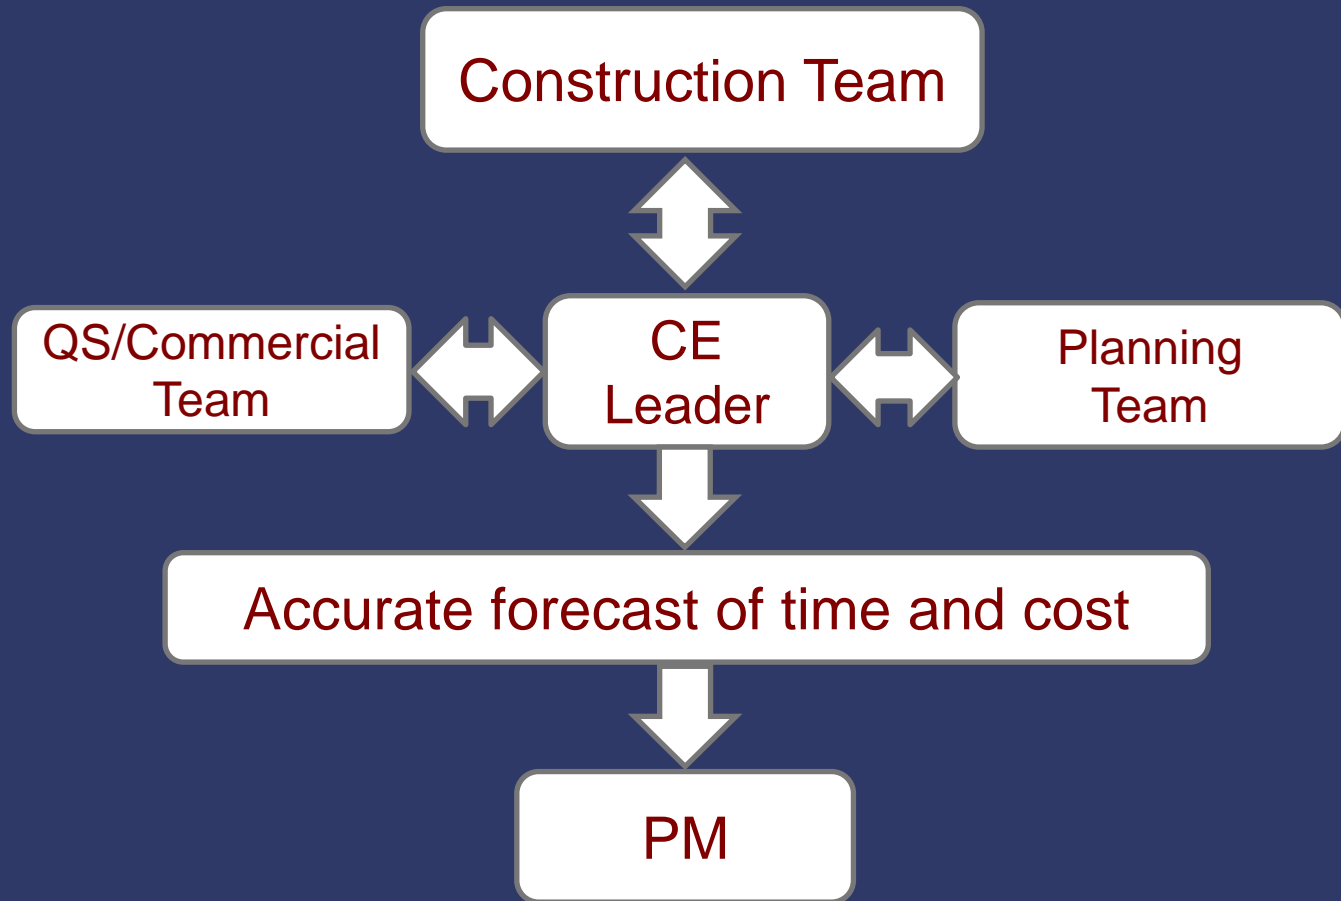 Construction Team
QS/Commercial
Team
CE
Leader
Planning
Team
Accurate forecast of time and cost
PM